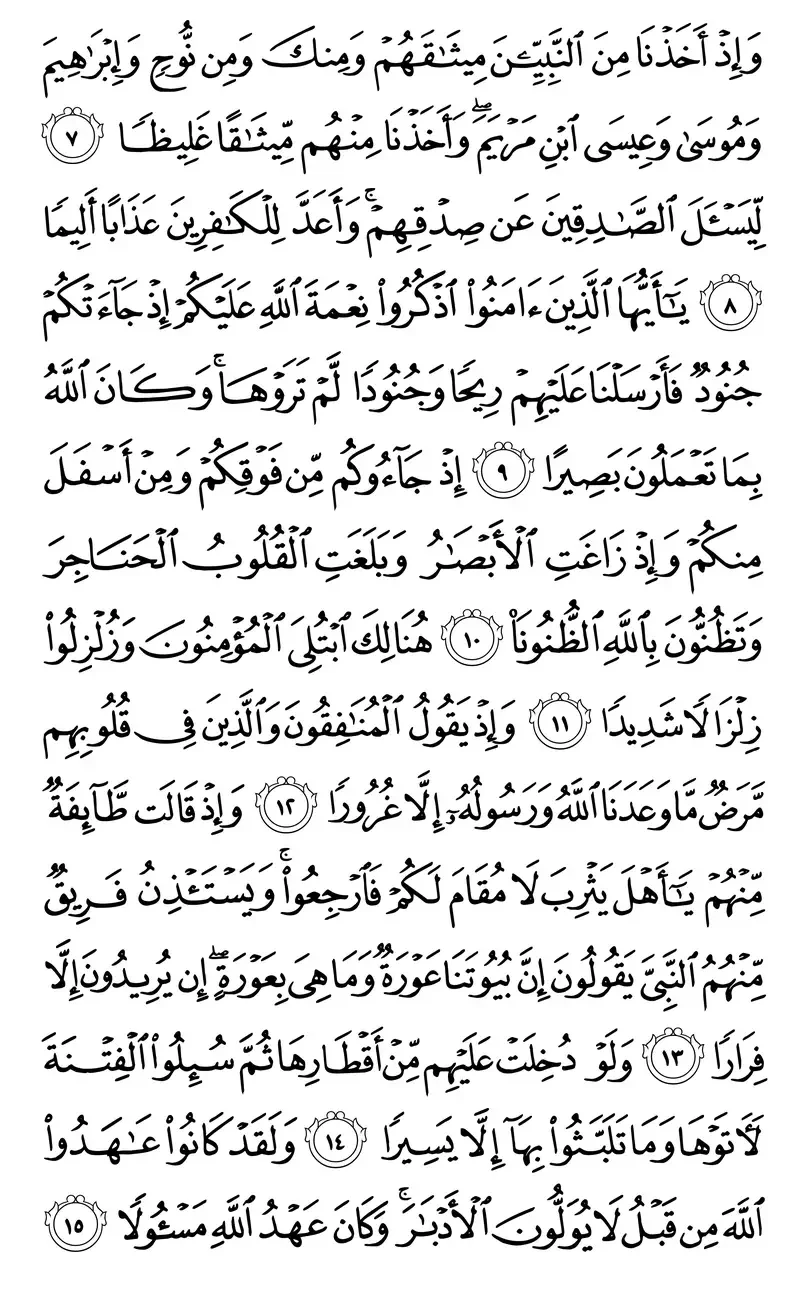 وَإِذْ أَخَذْنَا مِنَ ٱلنَّبِيِّـۧنَ مِيثَـٰقَهُمْ وَمِنكَ وَمِن نُّوحٍ وَإِبْرَٰهِيمَ
وَمُوسَىٰ وَعِيسَى ٱبْنِ مَرْيَمَ ۖ وَأَخَذْنَا مِنْهُم مِّيثَـٰقًا غَلِيظًا ٧
لِّيَسْـَٔلَ ٱلصَّـٰدِقِينَ عَن صِدْقِهِمْ ۚ وَأَعَدَّ لِلْكَـٰفِرِينَ عَذَابًا أَلِيمًا
٨ يَـٰٓأَيُّهَا ٱلَّذِينَ ءَامَنُوا۟ ٱذْكُرُوا۟ نِعْمَةَ ٱللَّهِ عَلَيْكُمْ إِذْ جَآءَتْكُمْ
جُنُودٌ فَأَرْسَلْنَا عَلَيْهِمْ رِيحًا وَجُنُودًا لَّمْ تَرَوْهَا ۚ وَكَانَ ٱللَّهُ
بِمَا تَعْمَلُونَ بَصِيرًا ٩ إِذْ جَآءُوكُم مِّن فَوْقِكُمْ وَمِنْ أَسْفَلَ
مِنكُمْ وَإِذْ زَاغَتِ ٱلْأَبْصَـٰرُ وَبَلَغَتِ ٱلْقُلُوبُ ٱلْحَنَاجِرَ
وَتَظُنُّونَ بِٱللَّهِ ٱلظُّنُونَا۠ ١٠ هُنَالِكَ ٱبْتُلِىَ ٱلْمُؤْمِنُونَ وَزُلْزِلُوا۟
زِلْزَالًا شَدِيدًا ١١ وَإِذْ يَقُولُ ٱلْمُنَـٰفِقُونَ وَٱلَّذِينَ فِى قُلُوبِهِم
مَّرَضٌ مَّا وَعَدَنَا ٱللَّهُ وَرَسُولُهُۥٓ إِلَّا غُرُورًا ١٢ وَإِذْ قَالَت طَّآئِفَةٌ
مِّنْهُمْ يَـٰٓأَهْلَ يَثْرِبَ لَا مُقَامَ لَكُمْ فَٱرْجِعُوا۟ ۚ وَيَسْتَـْٔذِنُ فَرِيقٌ
مِّنْهُمُ ٱلنَّبِىَّ يَقُولُونَ إِنَّ بُيُوتَنَا عَوْرَةٌ وَمَا هِىَ بِعَوْرَةٍ ۖ إِن يُرِيدُونَ إِلَّا
فِرَارًا ١٣ وَلَوْ دُخِلَتْ عَلَيْهِم مِّنْ أَقْطَارِهَا ثُمَّ سُئِلُوا۟ ٱلْفِتْنَةَ
لَـَٔاتَوْهَا وَمَا تَلَبَّثُوا۟ بِهَآ إِلَّا يَسِيرًا ١٤ وَلَقَدْ كَانُوا۟ عَـٰهَدُوا۟
ٱللَّهَ مِن قَبْلُ لَا يُوَلُّونَ ٱلْأَدْبَـٰرَ ۚ وَكَانَ عَهْدُ ٱللَّهِ مَسْـُٔولًا ١٥